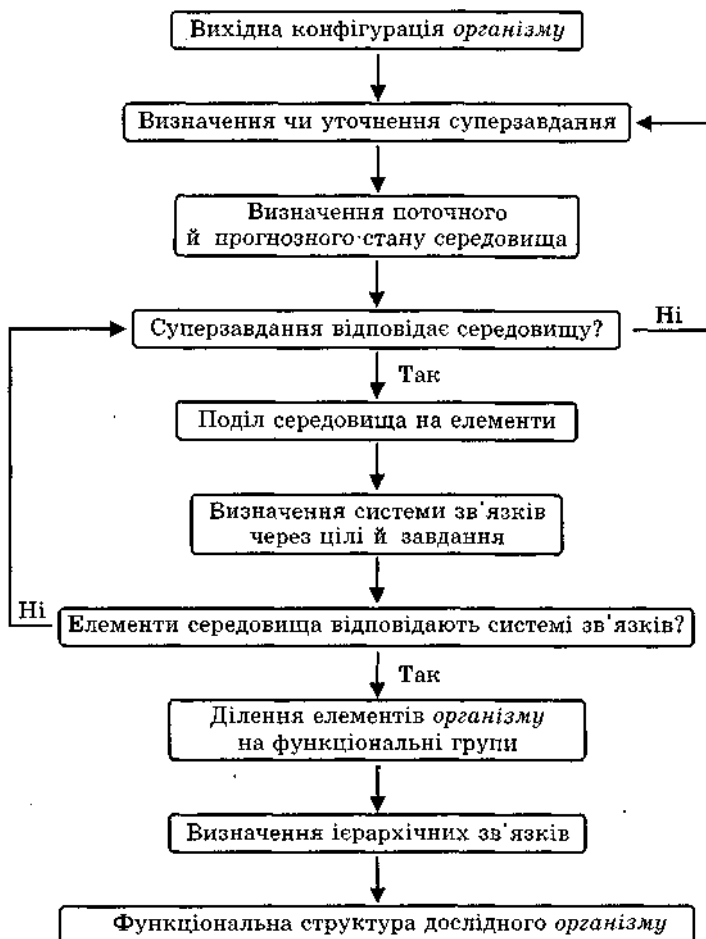 Вихідна конфігурація організму
Визначення чи уточнення суперзавдання
Визначення поточного
й прогнозного стану середовища
Суперзавдання відповідає середовищу?
Ні
Так
Поділ середовища на елементи
Визначення системи зв'язків
через цілі й завдання
Ні
Елементи середовища відповідають системі зв'язків?
Так
Ділення елементів організму
на функціональні групи
Визначення ієрархічних зв'язків
Функціональна структура дослідного організму